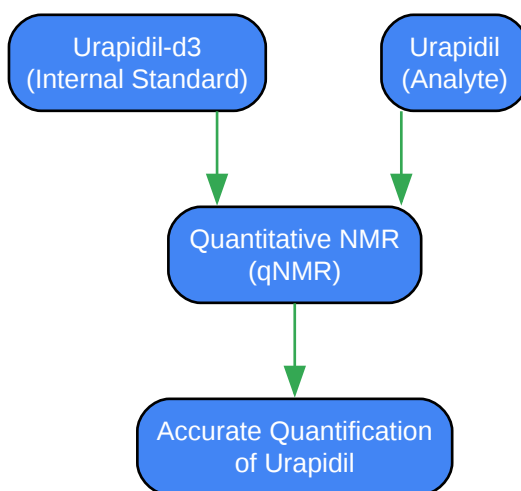 Urapidil-d3
(Internal Standard)
Urapidil
(Analyte)
Quantitative NMR
(qNMR)
Accurate Quantification
of Urapidil